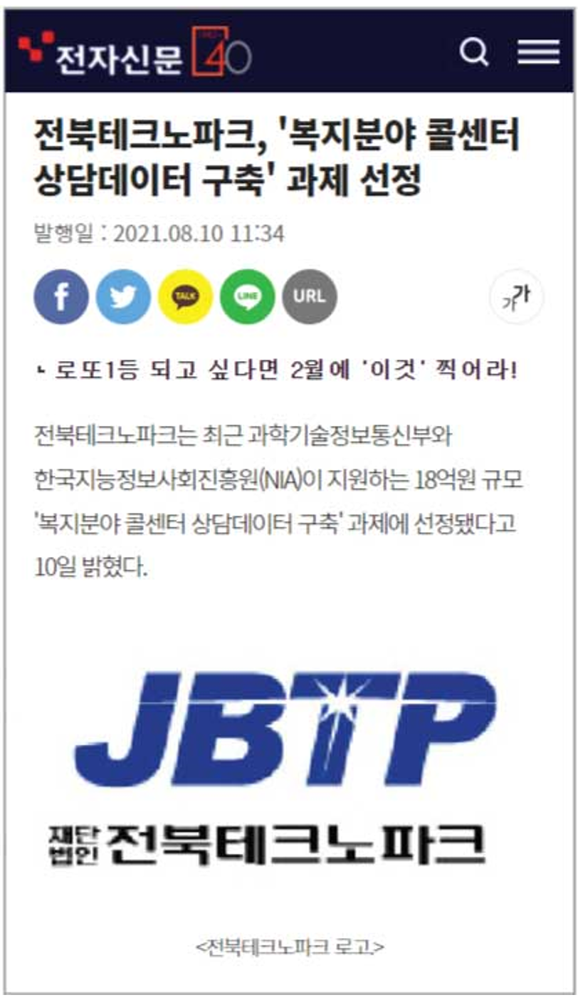 전자신문 40
전북테크노파크, '복지분야 콜센터
상담데이터 구축' 과제 선정
발행일 : 2021.08.10 11:34
f TALK LINE URL 가가
ㄴ 로또1등 되고 싶다면 2월에 '이것' 찍어라!
전북테크노파크는 최근 과학기술정보통신부와
한국지능정보사회진흥원(NIA)이 지원하는 18억원 규모
'복지분야 콜센터 상담데이터 구축' 과제에 선정됐다고
10일 밝혔다.
JBTP
재단법인 전북테크노파크
<전북테크노파크 로고.>